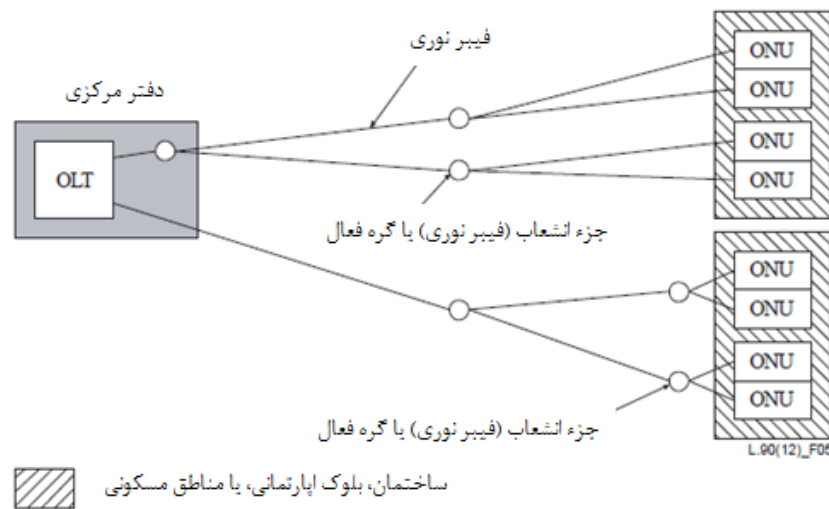 فیبر نوری
دفتر مرکزی
OLT
ONU
ONU
ONU
ONU
جزء انشعاب (فیبر نوری) یا گره فعال
ONU
ONU
ONU
ONU
جزء انشعاب (فیبر نوری) یا گره فعال
L.90(12)_F05
ساختمان، بلوک اپارتمانی، یا مناطق مسکونی